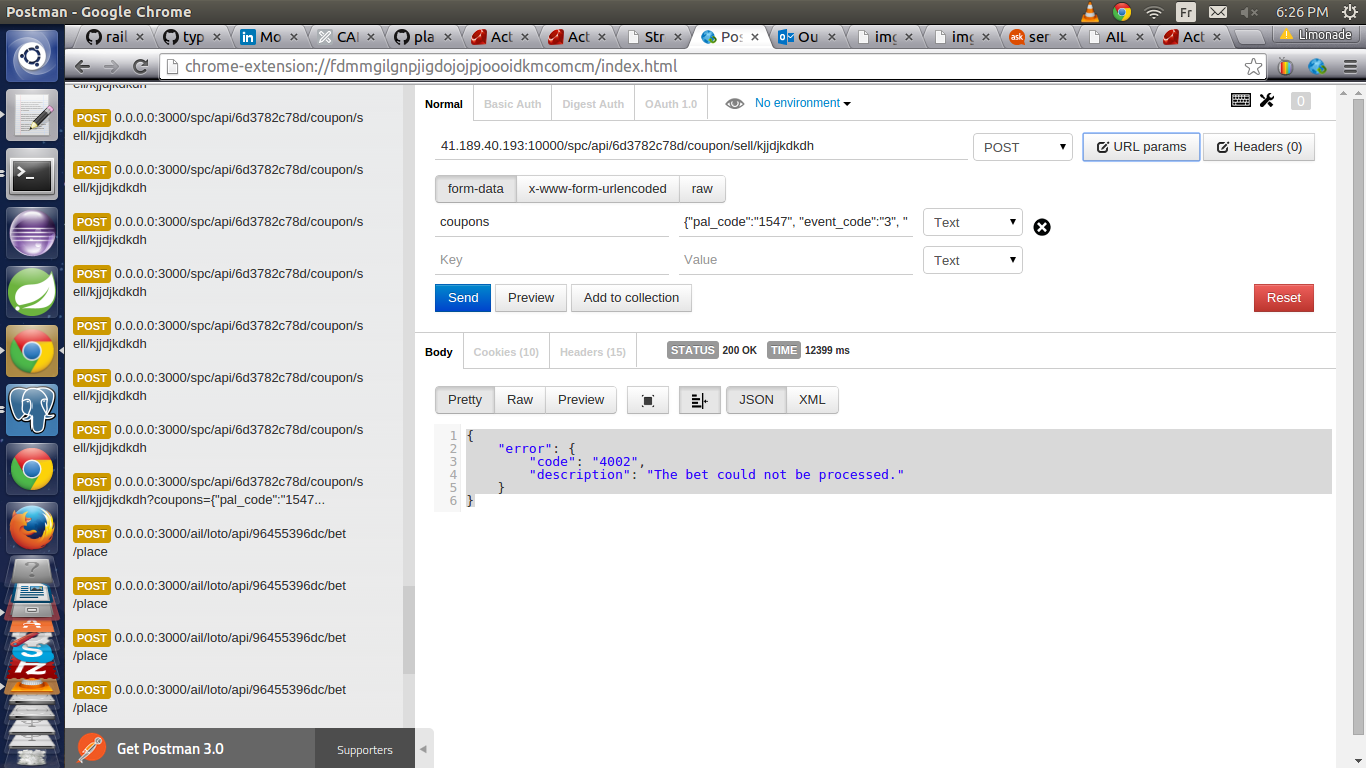 Postman - Google Chrome
Fr
6:26 PM
rail
typ
Mo
CAI
pla
Act
Act
Str
Pos
Ou
img
img
ser
AIL
Act
Limonade
chrome-extension://fdmmgilgnpjigdojojpjoooidkmcomcm/index.html
ell/kjjdjkdkdh
POST 0.0.0.0:3000/spc/api/6d3782c78d/coupon/s
ell/kjjdjkdkdh
POST 0.0.0.0:3000/spc/api/6d3782c78d/coupon/s
ell/kjjdjkdkdh
POST 0.0.0.0:3000/spc/api/6d3782c78d/coupon/s
ell/kjjdjkdkdh
POST 0.0.0.0:3000/spc/api/6d3782c78d/coupon/s
ell/kjjdjkdkdh
POST 0.0.0.0:3000/spc/api/6d3782c78d/coupon/s
ell/kjjdjkdkdh
POST 0.0.0.0:3000/spc/api/6d3782c78d/coupon/s
ell/kjjdjkdkdh
POST 0.0.0.0:3000/spc/api/6d3782c78d/coupon/s
ell/kjjdjkdkdh
POST 0.0.0.0:3000/spc/api/6d3782c78d/coupon/s
ell/kjjdjkdkdh?coupons={"pal_code":"1547...
POST 0.0.0.0:3000/ail/loto/api/96455396dc/bet
/place
POST 0.0.0.0:3000/ail/loto/api/96455396dc/bet
/place
POST 0.0.0.0:3000/ail/loto/api/96455396dc/bet
/place
POST 0.0.0.0:3000/ail/loto/api/96455396dc/bet
/place
Get Postman 3.0
Supporters
Normal
Basic Auth
Digest Auth
OAuth 1.0
No environment
0
41.189.40.193:10000/spc/api/6d3782c78d/coupon/sell/kjjdjkdkdh
POST
URL params
Headers (0)
form-data
x-www-form-urlencoded
raw
coupons
{"pal_code":"1547", "event_code":"3", "
Text
Key
Value
Text
Send
Preview
Add to collection
Reset
Body
Cookies (10)
Headers (15)
STATUS 200 OK
TIME 12399 ms
Pretty
Raw
Preview
JSON
XML
1 {
2 "error": {
3 "code": "4002",
4 "description": "The bet could not be processed."
5 }
6 }